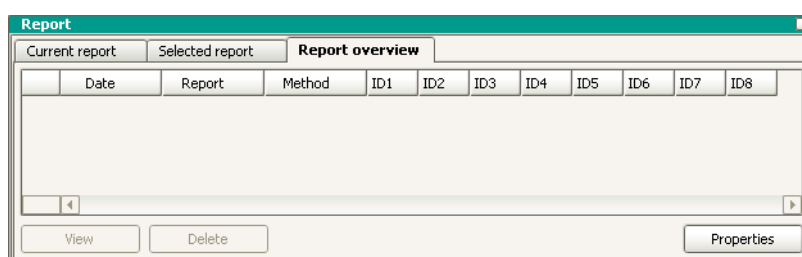 Report
Current report Selected report Report overview
Date Report Method ID1 ID2 ID3 ID4 ID5 ID6 ID7 ID8
View Delete Properties